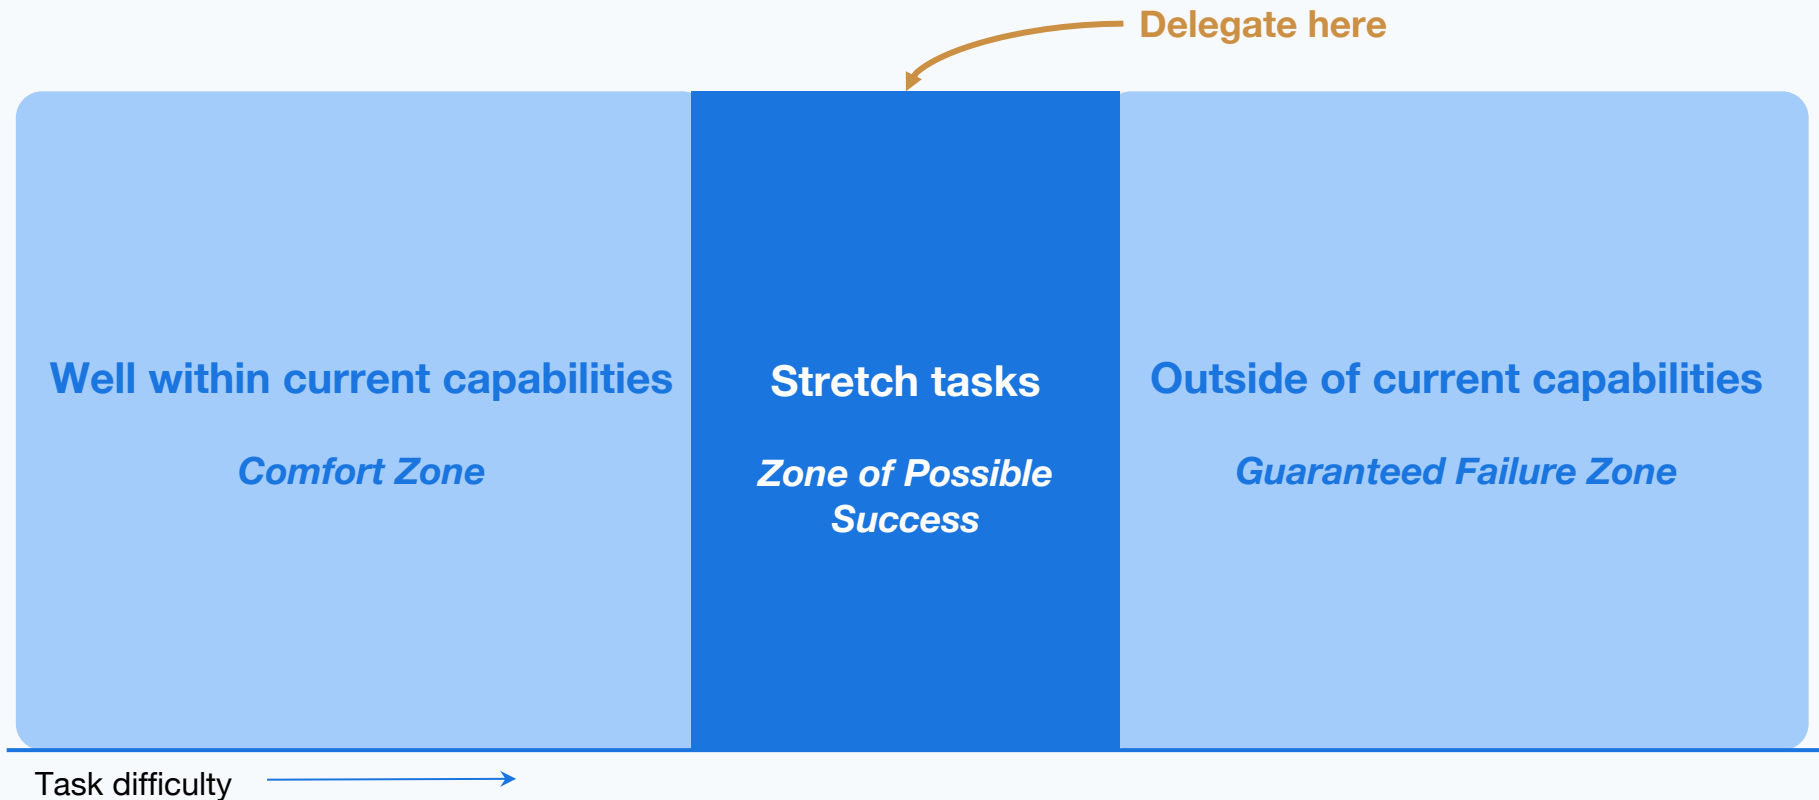 Delegate here
Well within current capabilities
Comfort Zone
Stretch tasks
Zone of Possible
Success
Outside of current capabilities
Guaranteed Failure Zone
Task difficulty